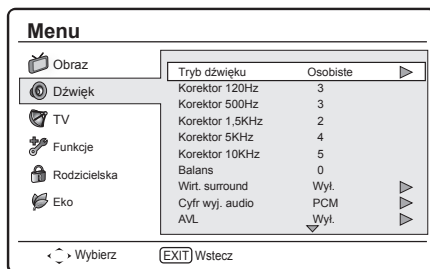 Menu
Obraz
Dźwięk
TV
Funkcje
Rodzicielska
Eko
Tryb dźwięku Osobiste
Korektor 120Hz 3
Korektor 500Hz 3
Korektor 1,5KHz 2
Korektor 5KHz 4
Korektor 10KHz 5
Balans 0
Wirt. surround Wył.
Cyfr wyj. audio PCM
AVL Wył.
Wybierz EXIT Wstecz